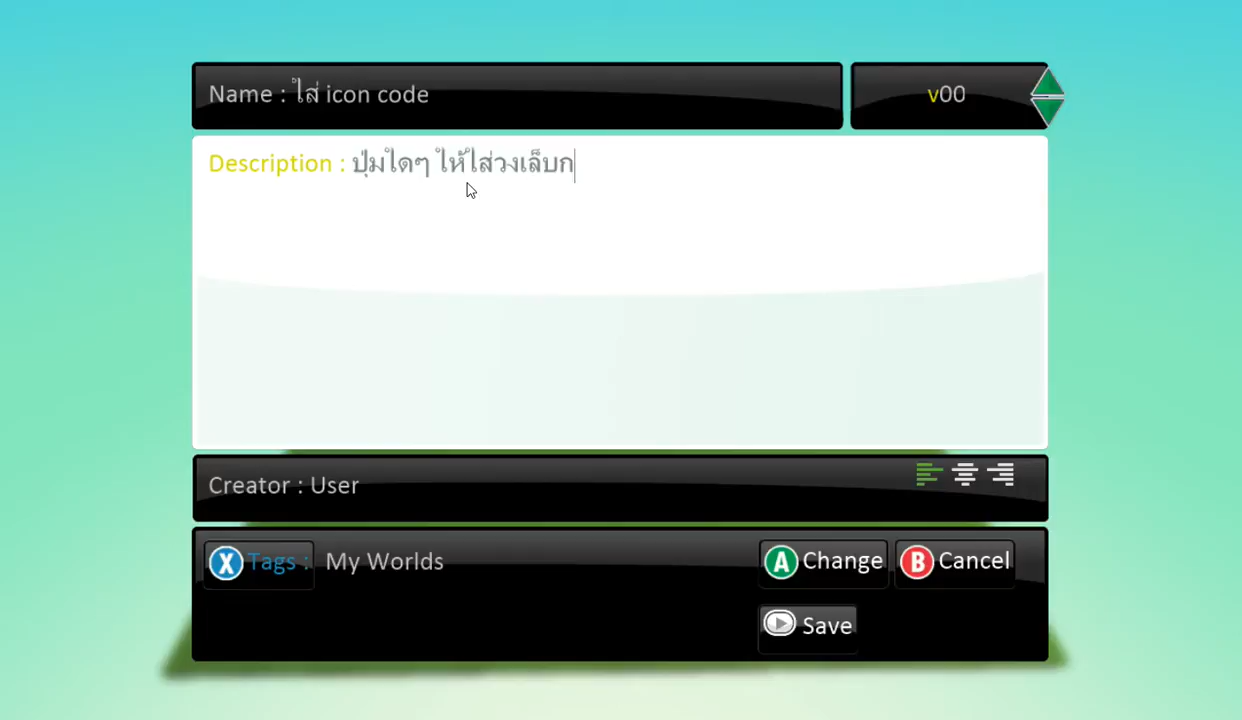 Name : ใส่ icon code
v00
Description : ปุ่มใดๆ ให้ใส่วงเล็บก
Creator : User
X Tags : My Worlds
A Change B Cancel
Save